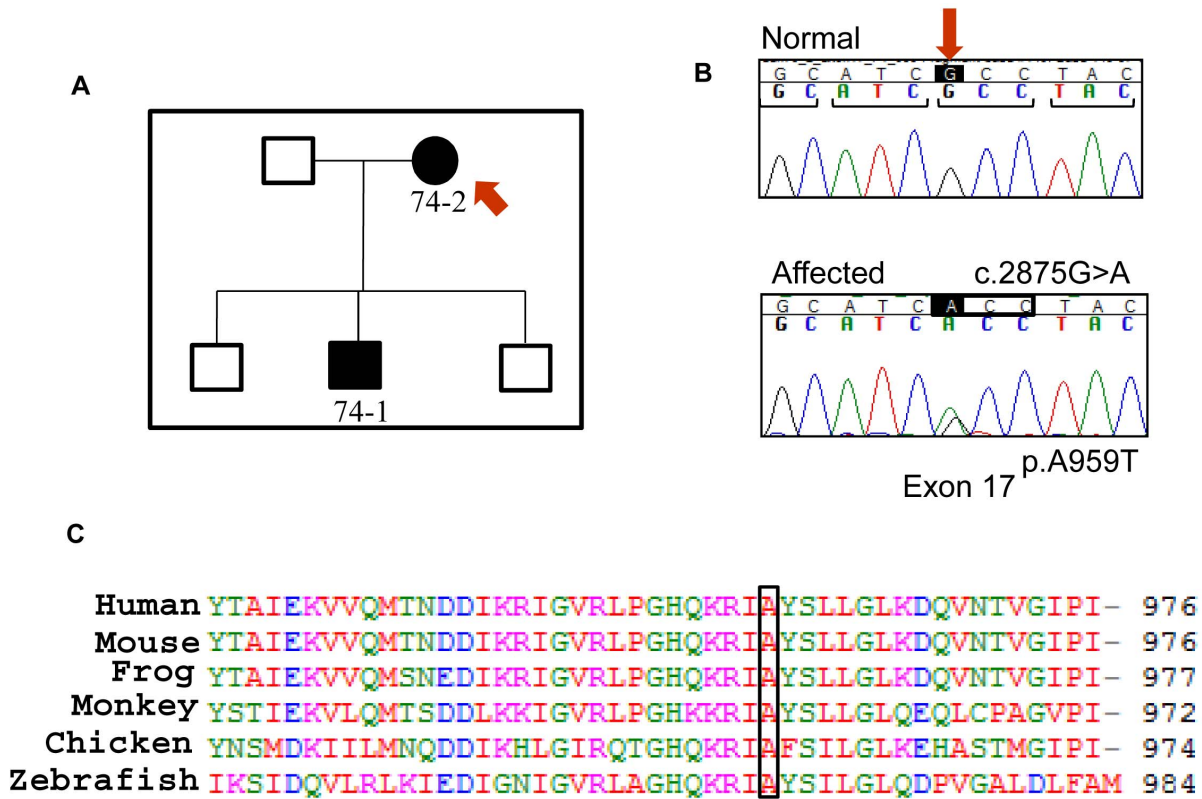 A
74-2
74-1
B
Normal
G C A T C G C C T A C
G C A T C G C C T A C
Affected c.2875G>A
G C A T C A C C T A C
G C A T C A C C T A C
p.A959T
Exon 17
C
Human YTAIEKVVQMTNDDIKRIGVRLPGHQKRIAYSLLGLKDQVNTVGIPI- 976
Mouse YTAIEKVVQMTNDDIKRIGVRLPGHQKRIAYSLLGLKDQVNTVGIPI- 976
Frog YTAIEKVVQMSNEDIKRIGVRLPGHQKRIAYSLLGLKDQVNTVGIPI- 977
Monkey YSTIEKVLQMTSDDLKKIGVRLPGHKKRIAYSLLGLQEQLCPAGVPI- 972
Chicken YNSMDKIILMNQDDIKHLGIRQTGHQKRIAFSILGLKEHASTMGIPI- 974
Zebrafish IKSIDQVLRLKIEDIGNIGVRLAGHQKRIAYSILGLQDPVGALDLFAM 984